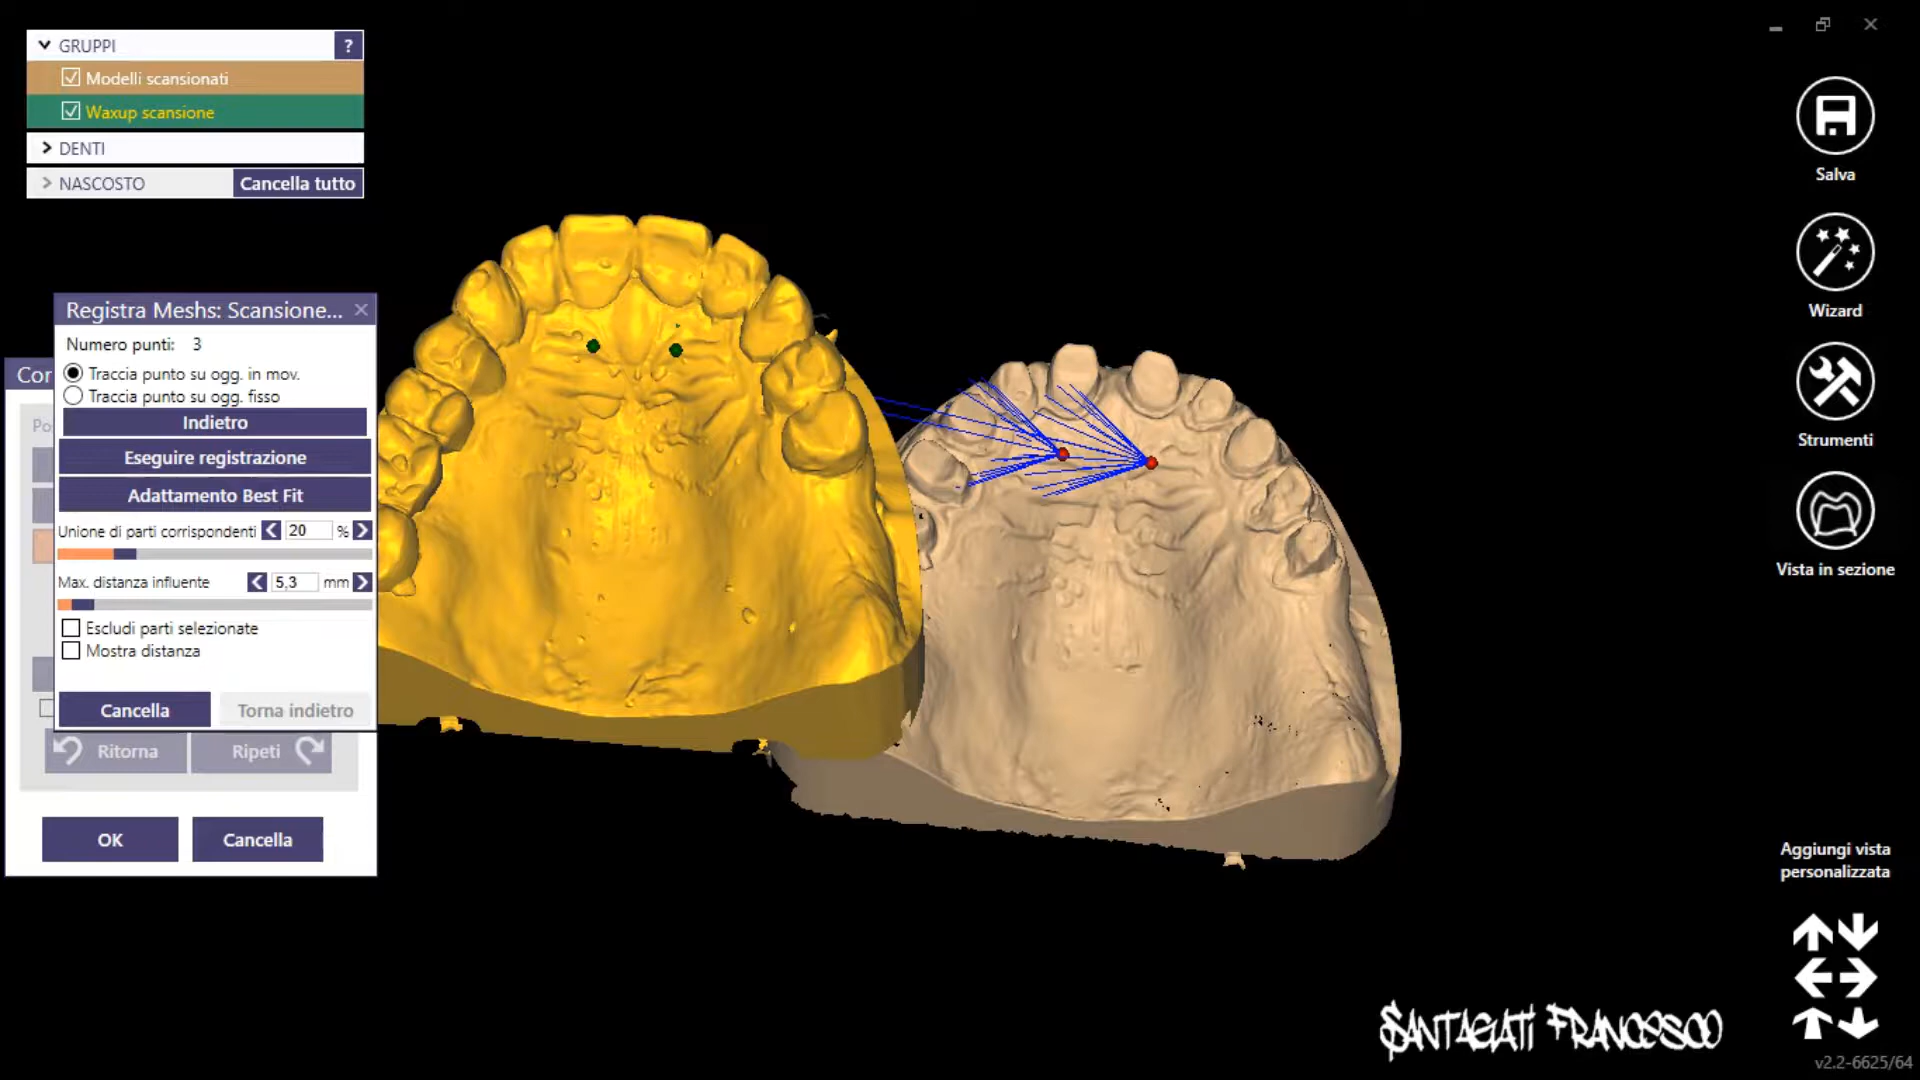 GRUPPI
?
Modelli scansionati
Waxup scansione
DENTI
NASCOSTO
Cancella tutto
Registra Meshs: Scansione...
Numero punti: 3
Cor
Traccia punto su ogg. in mov.
Traccia punto su ogg. fisso
Indietro
Po
Eseguire registrazione
Adattamento Best Fit
Unione di parti corrispondenti 20 %
Max. distanza influente 5,3 mm
Escludi parti selezionate
Mostra distanza
Cancella
Torna indietro
Ritorna
Ripeti
OK
Cancella
Salva
Wizard
Strumenti
Vista in sezione
Aggiungi vista
personalizzata
SANTAGATI FRANCESCO
v2.2-6625/64